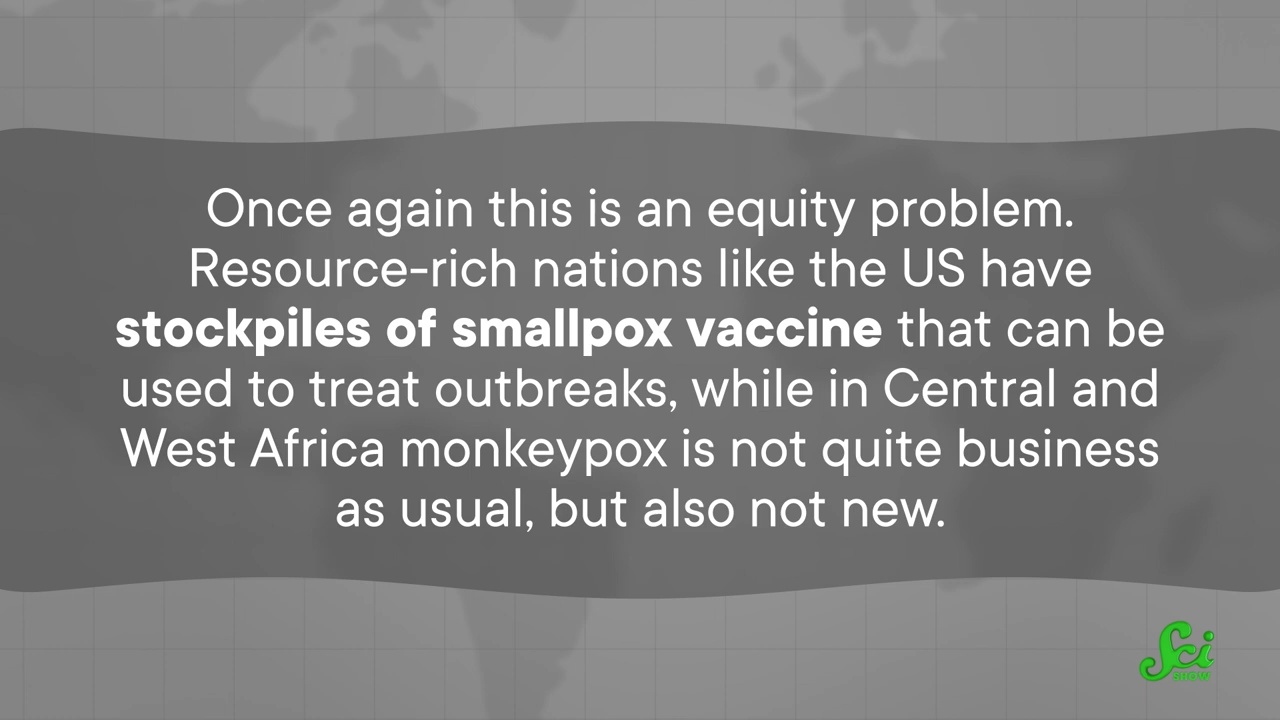 Once again this is an equity problem.
Resource-rich nations like the US have
stockpiles of smallpox vaccine that can be
used to treat outbreaks, while in Central and
West Africa monkeypox is not quite business
as usual, but also not new.
Sci
SHOW